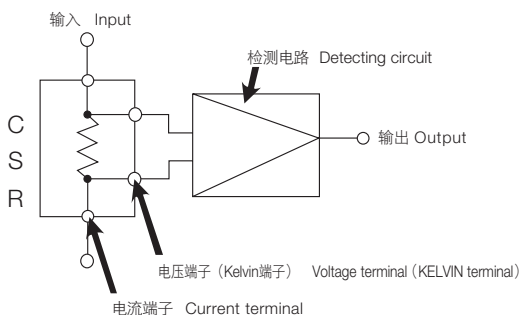 输入 Input
检测电路 Detecting circuit
C
S
R
输出 Output
电压端子（Kelvin端子） Voltage terminal（KELVIN terminal）
电流端子 Current terminal